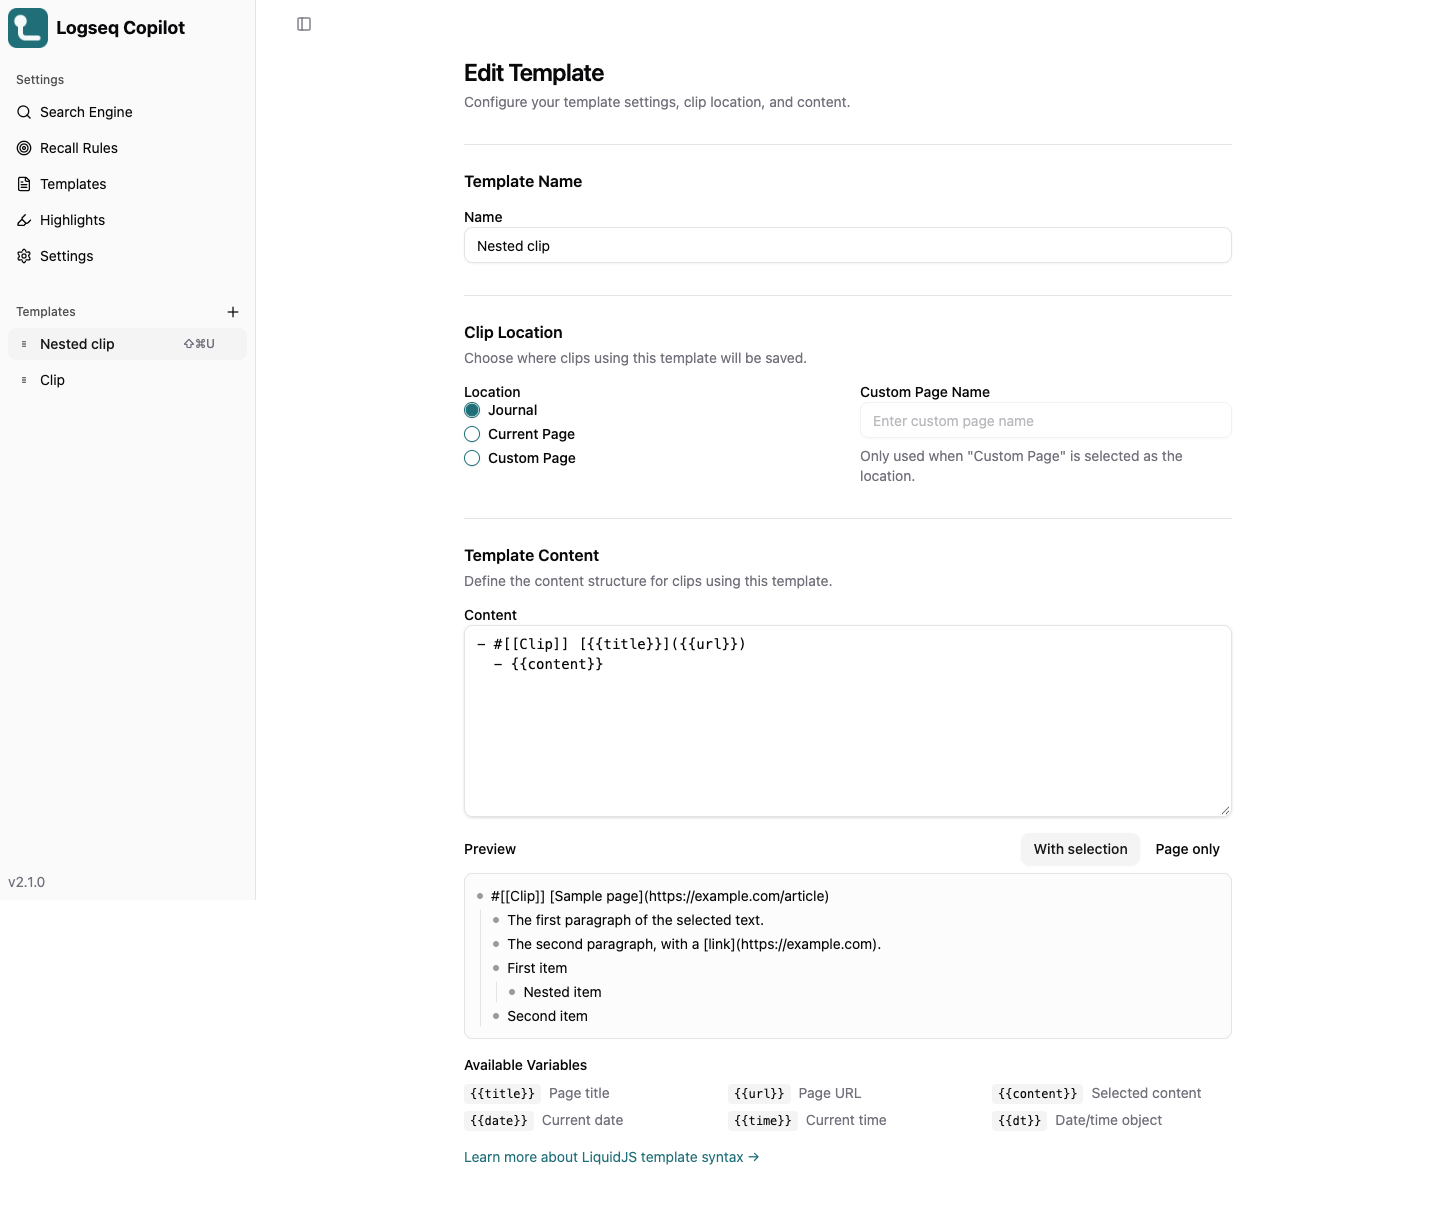 Logseq Copilot
Settings
Search Engine
Recall Rules
Templates
Highlights
Settings
Templates
Nested clip ⇧⌘U
Clip
v2.1.0
Edit Template
Configure your template settings, clip location, and content.
Template Name
Name
Nested clip
Clip Location
Choose where clips using this template will be saved.
Location
Journal
Current Page
Custom Page
Custom Page Name
Enter custom page name
Only used when "Custom Page" is selected as the
location.
Template Content
Define the content structure for clips using this template.
Content
- #[[Clip]] [{{title}}]({{url}})
  - {{content}}
Preview
With selection
Page only
#[[Clip]] [Sample page](https://example.com/article)
The first paragraph of the selected text.
The second paragraph, with a [link](https://example.com).
First item
Nested item
Second item
Available Variables
{{title}} Page title
{{url}} Page URL
{{content}} Selected content
{{date}} Current date
{{time}} Current time
{{dt}} Date/time object
Learn more about LiquidJS template syntax →